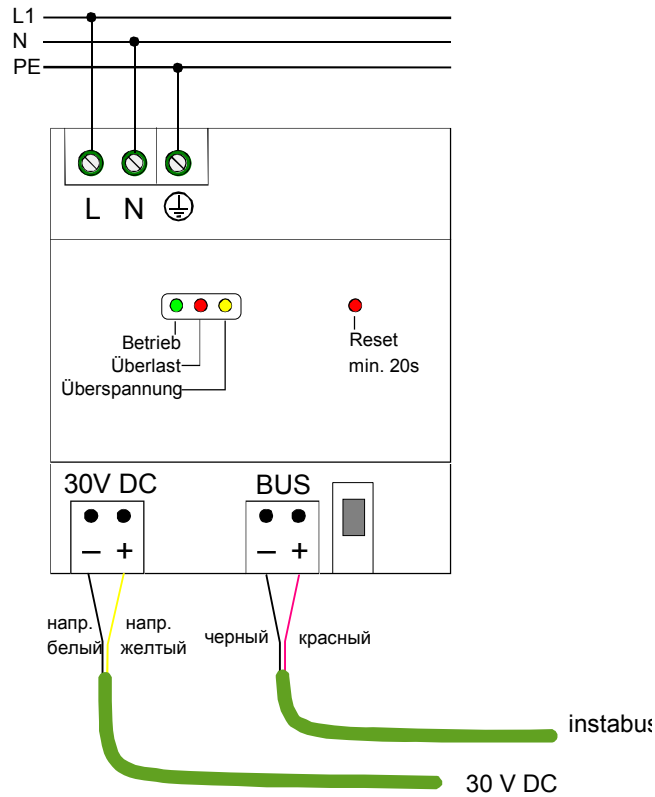 L1
N
PE
L N
Betrieb
Überlast
Überspannung
Reset
min. 20s
30V DC
BUS
– +
– +
напр.
белый
напр.
желтый
черный
красный
instabus
30 V DC